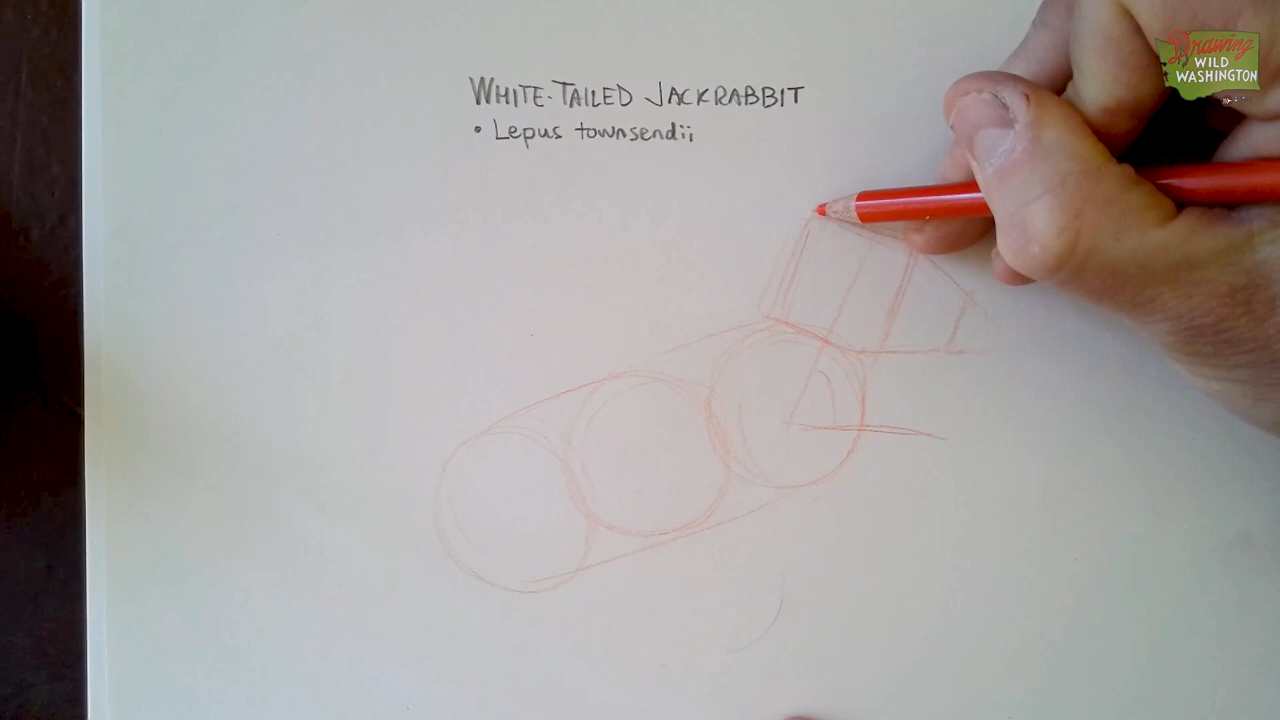 WHITE-TAILED JACKRABBIT
• Lepus townsendii
Drawing
WILD
WASHINGTON